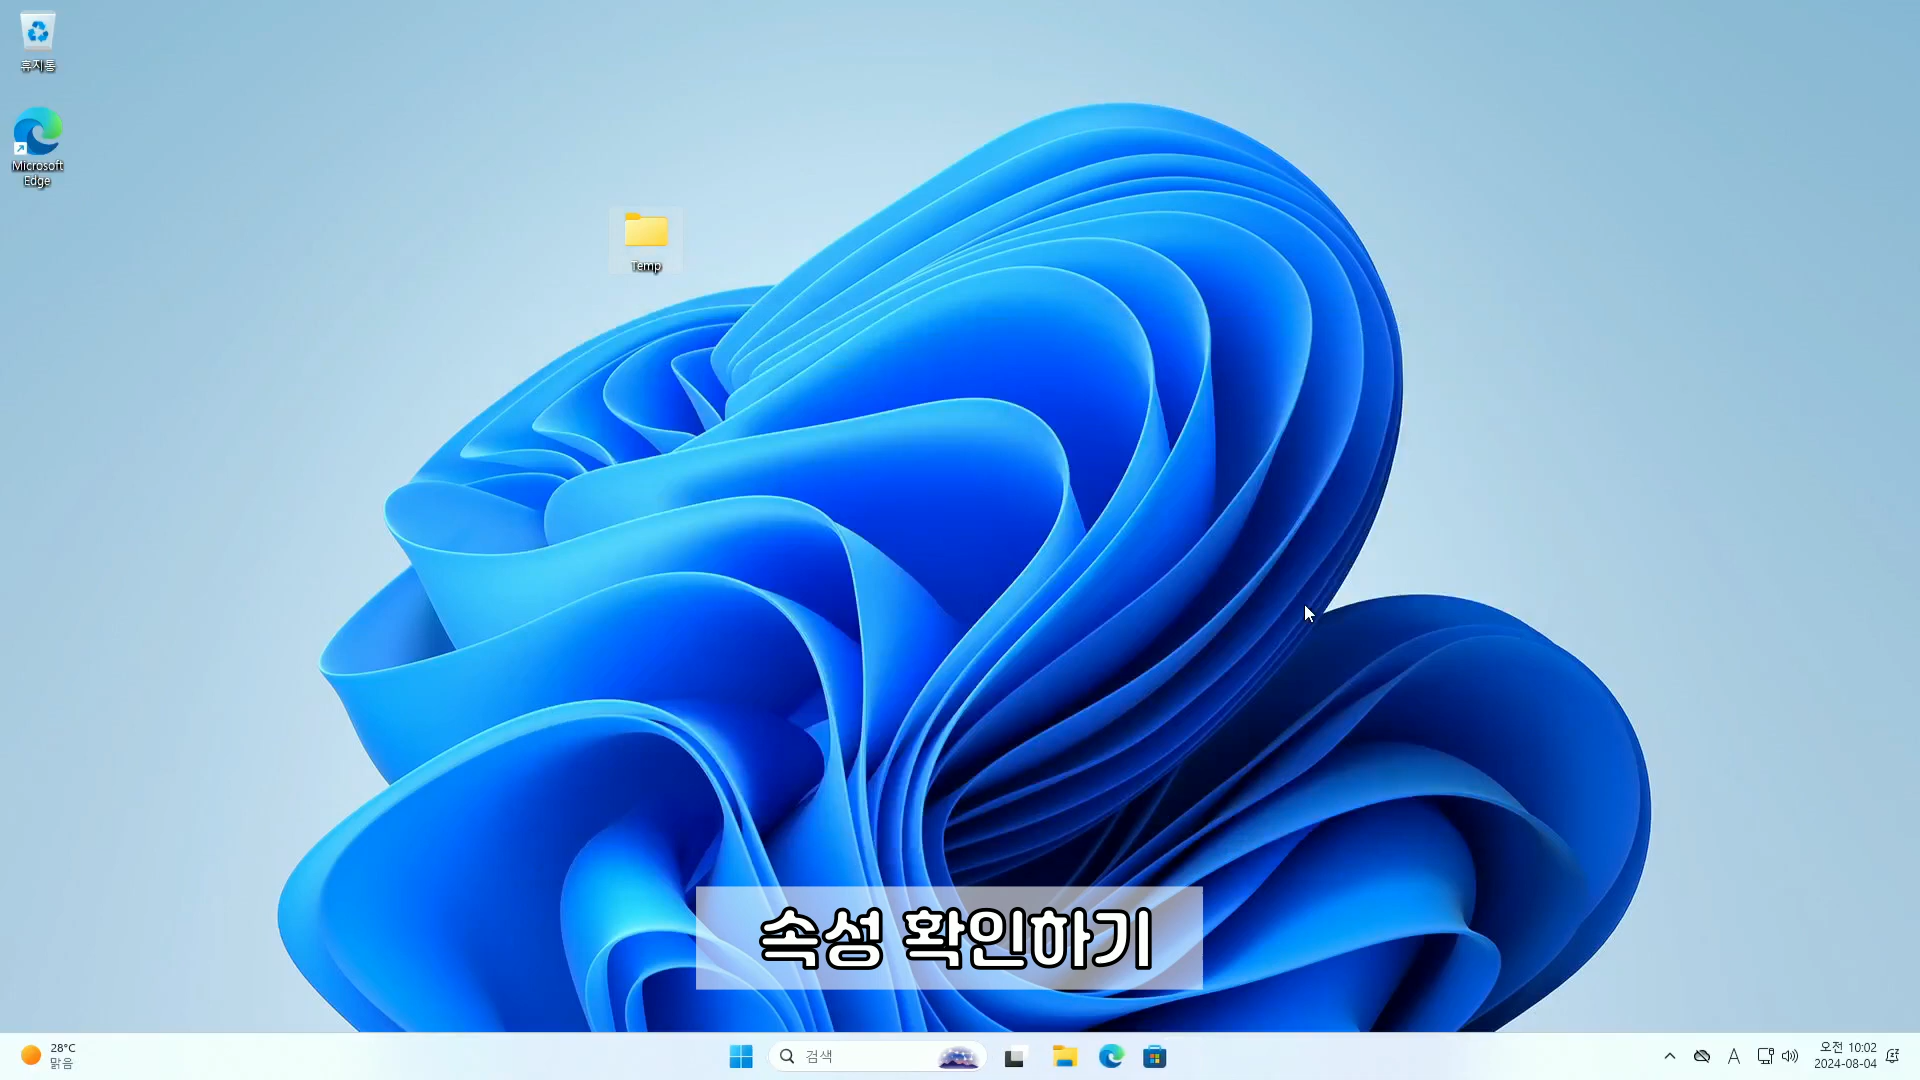 휴지통
Microsoft
Edge
Temp
속성 확인하기
28°C
맑음
검색
A
오전 10:02
2024-08-04